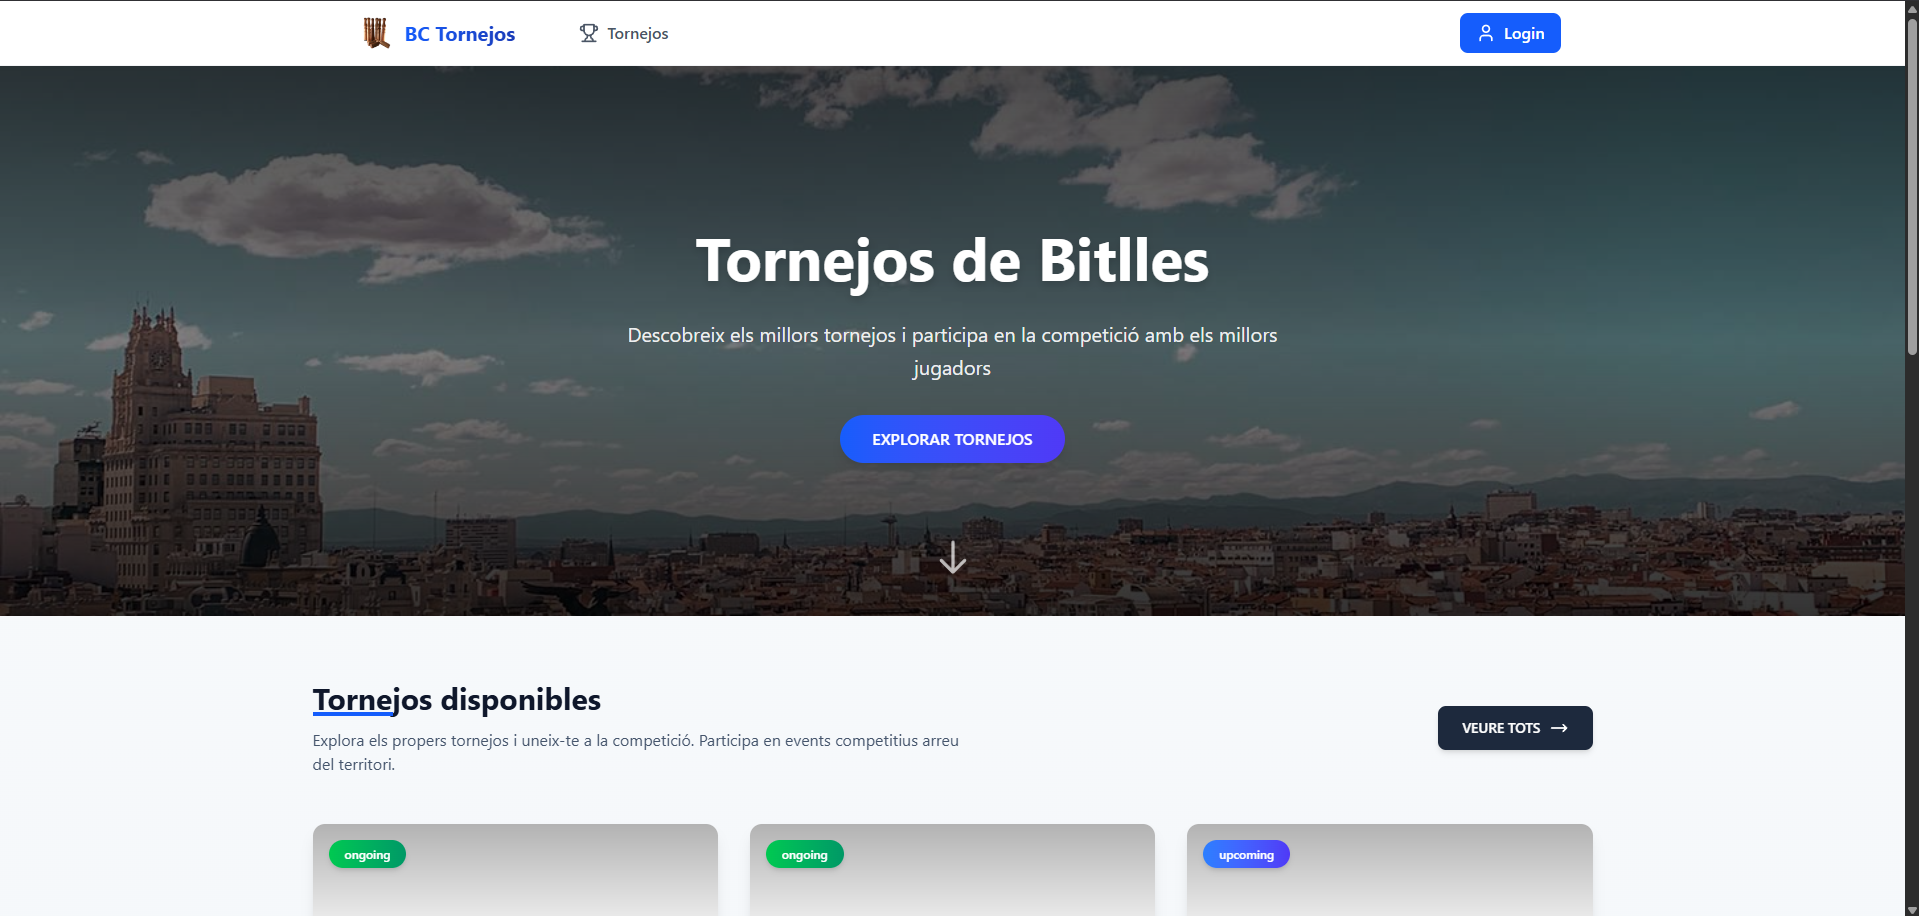 BC Tornejos
Tornejos
Login
Tornejos de Bitlles
Descobreix els millors tornejos i participa en la competició amb els millors
jugadors
EXPLORAR TORNEJOS
Tornejos disponibles
Explora els propers tornejos i uneix-te a la competició. Participa en events competitius arreu
del territori.
VEURE TOTS
ongoing
ongoing
upcoming